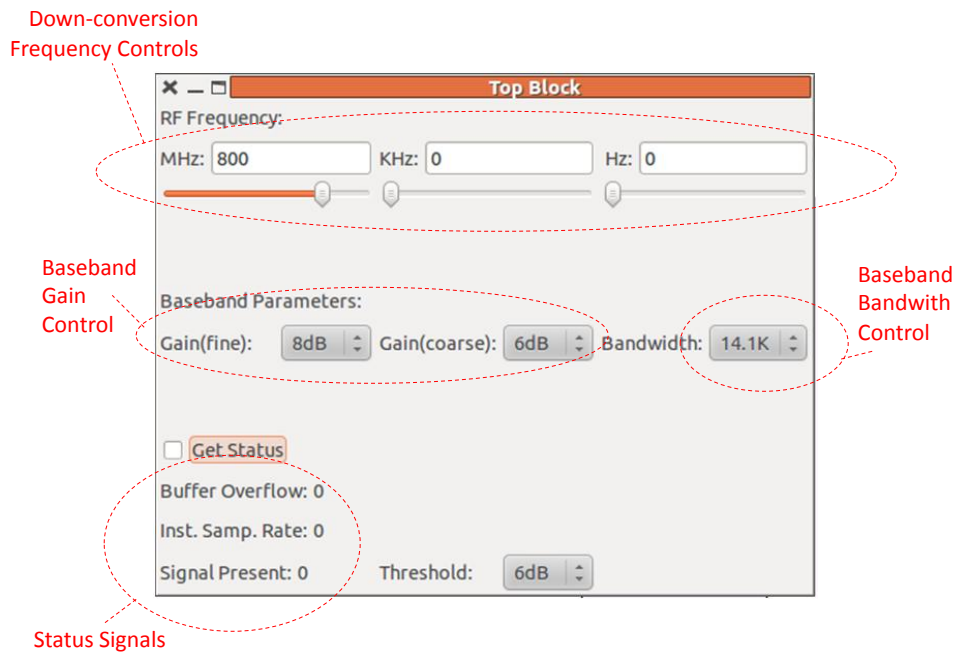 Down-conversion
Frequency Controls
Top Block
RF Frequency:
MHz: 800 KHz: 0 Hz: 0
Baseband
Gain
Control
Baseband
Bandwith
Control
Baseband Parameters:
Gain(fine): 8dB Gain(coarse): 6dB Bandwidth: 14.1K
Get Status
Buffer Overflow: 0
Inst. Samp. Rate: 0
Signal Present: 0 Threshold: 6dB
Status Signals